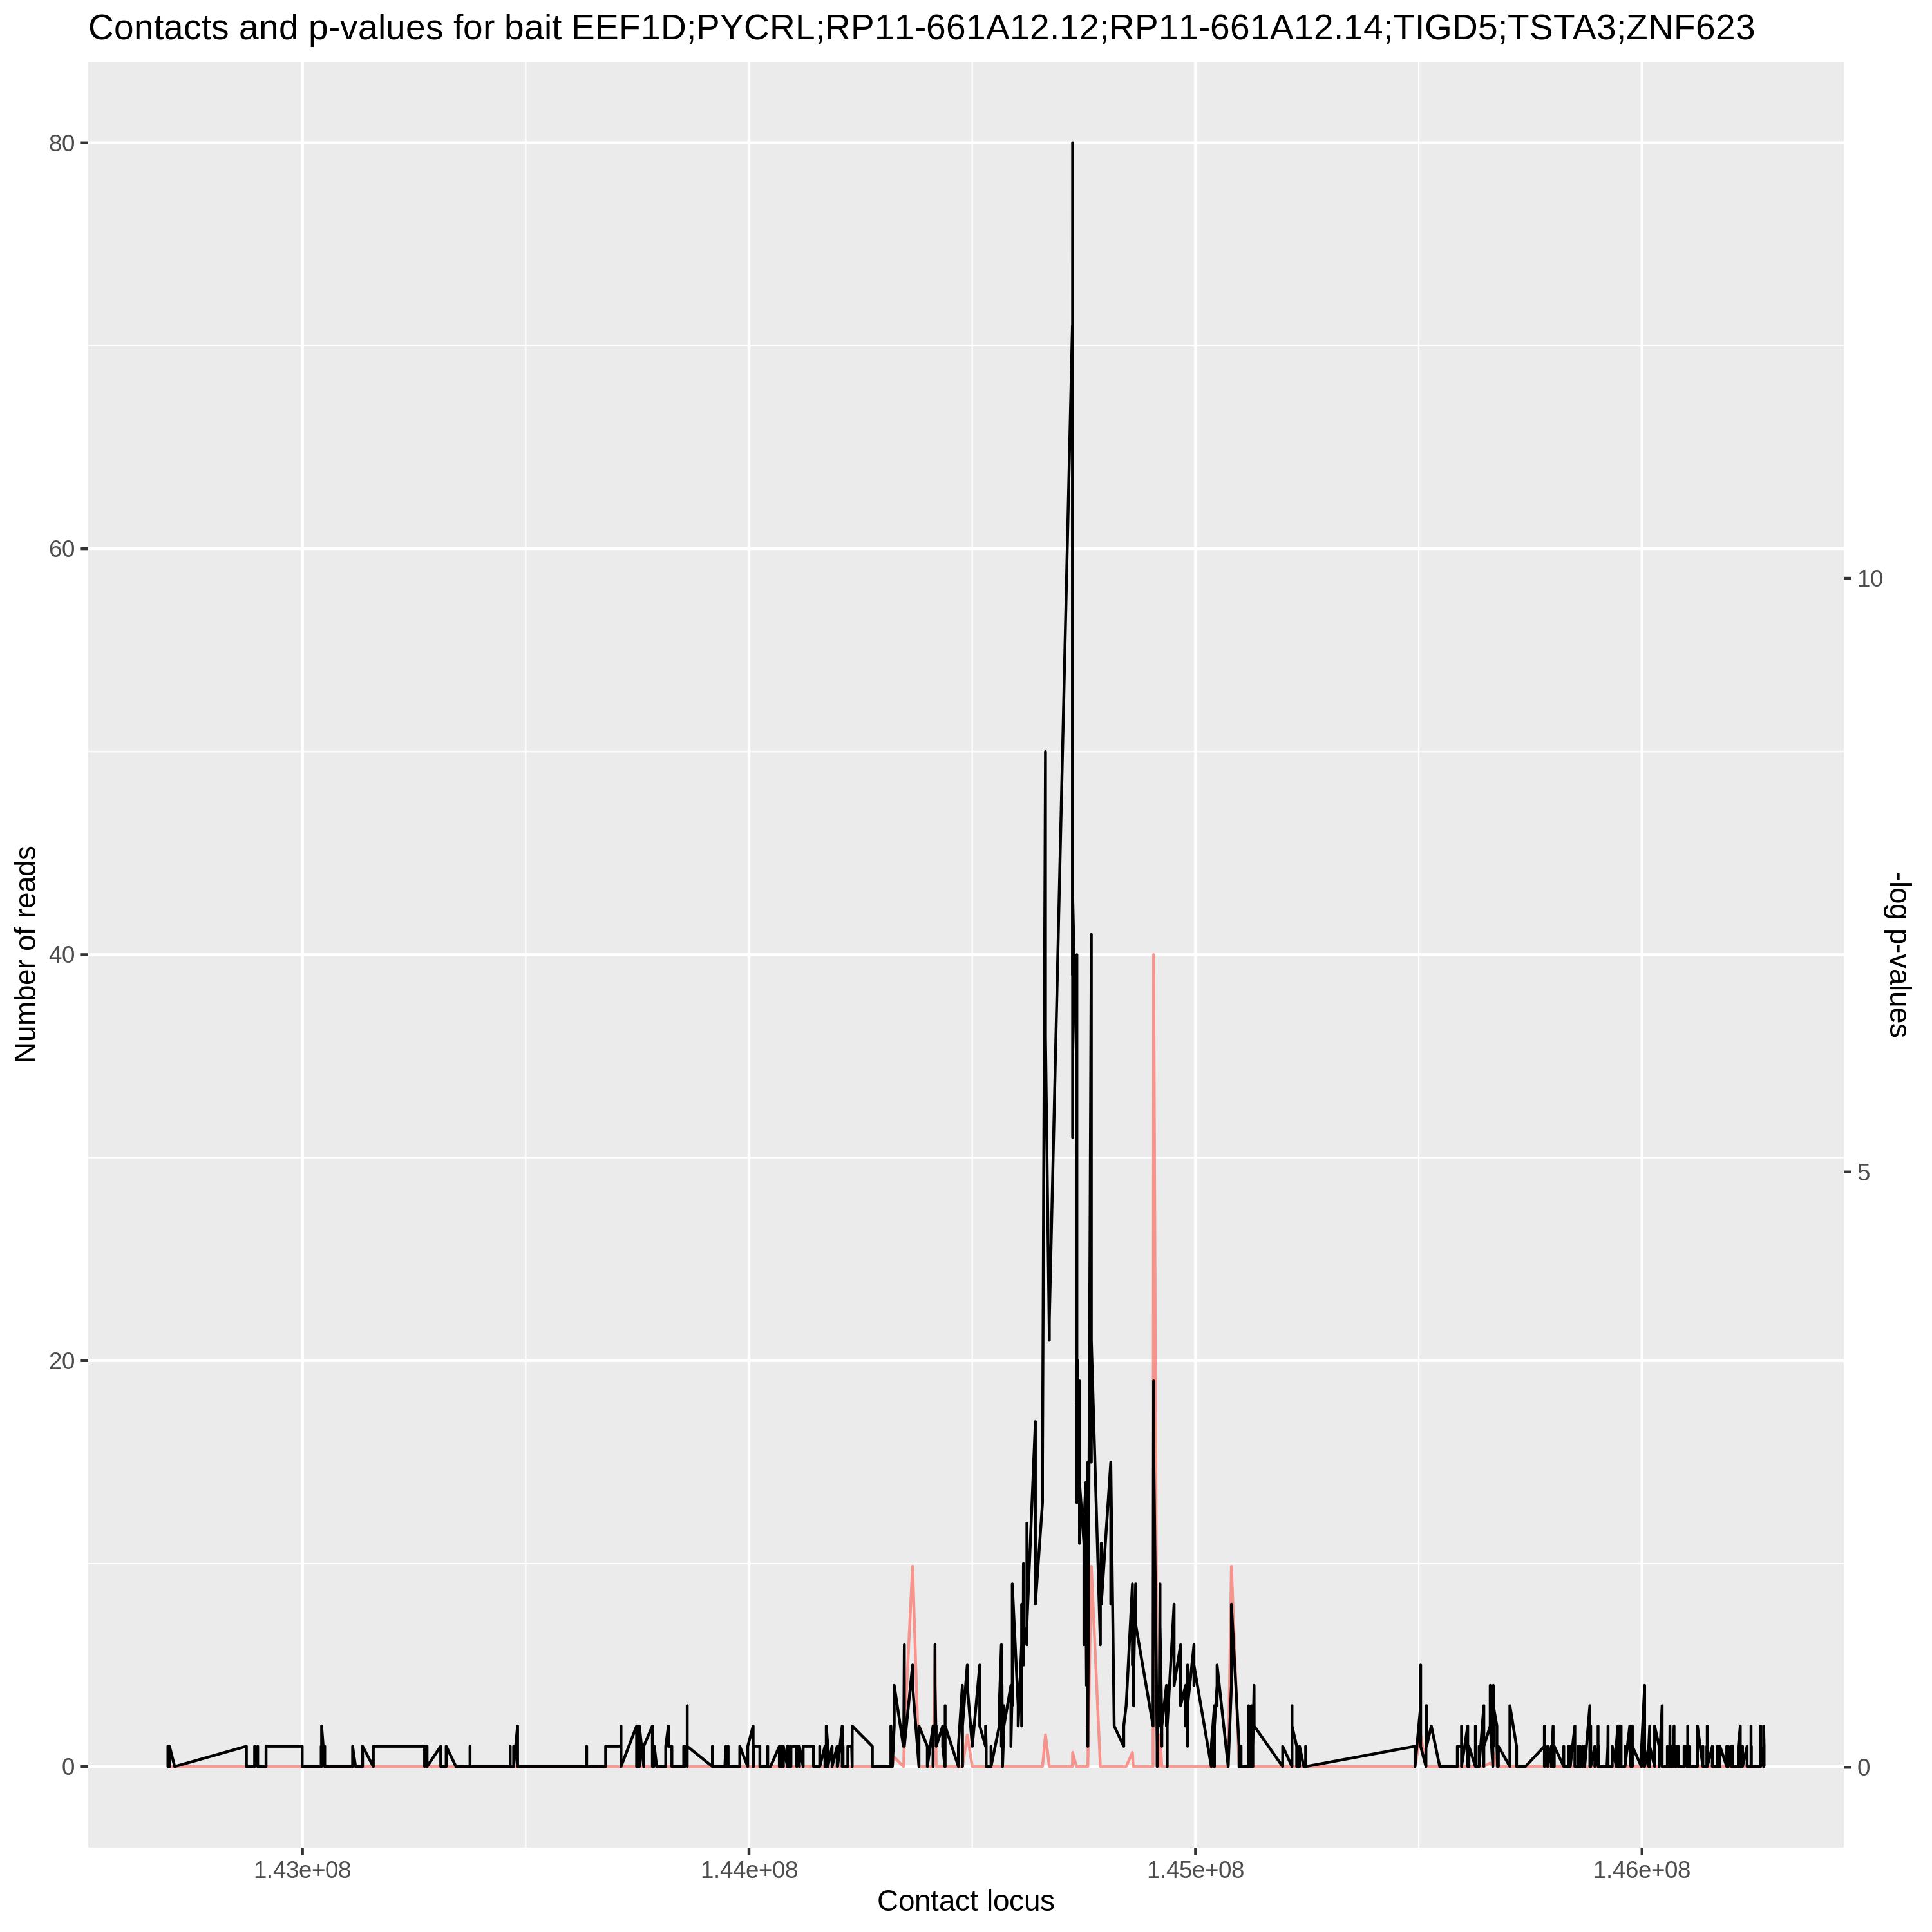 Contacts and p-values for bait EEF1D;PYCRL;RP11-661A12.12;RP11-661A12.14;TIGD5;TSTA3;ZNF623
80
60
40
20
0
Number of reads
10
5
0
-log p-values
1.43e+08
1.44e+08
1.45e+08
1.46e+08
Contact locus